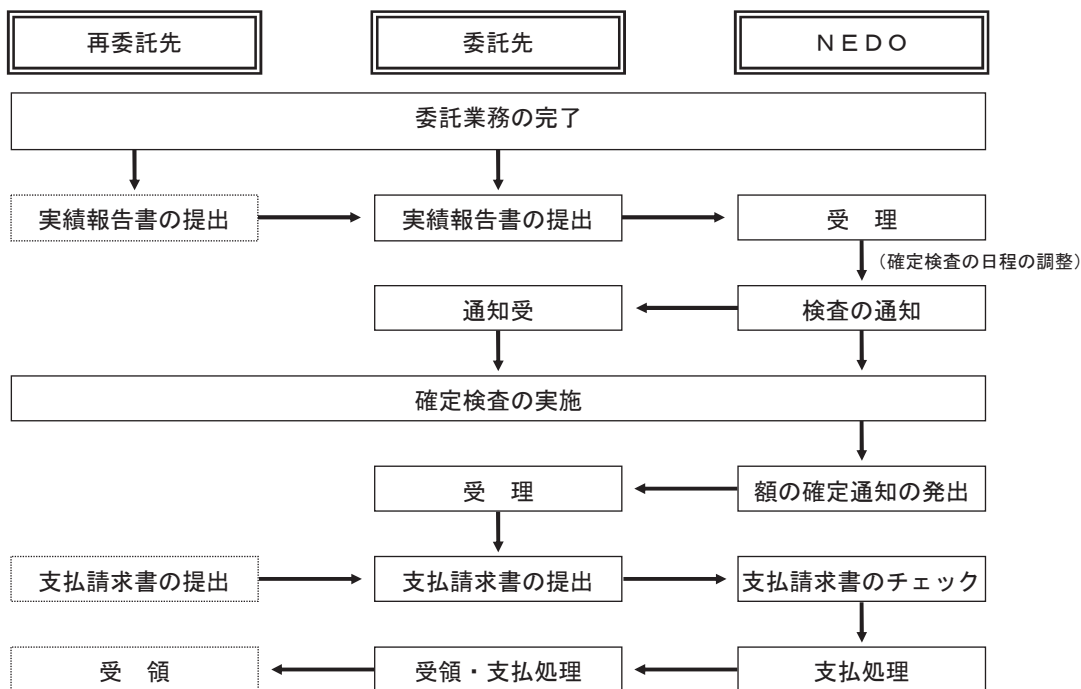 再委託先
委託先
ＮＥＤＯ
委託業務の完了
実績報告書の提出
実績報告書の提出
受　理
（確定検査の日程の調整）
通知受
検査の通知
確定検査の実施
受　理
額の確定通知の発出
支払請求書の提出
支払請求書の提出
支払請求書のチェック
受　領
受領・支払処理
支払処理